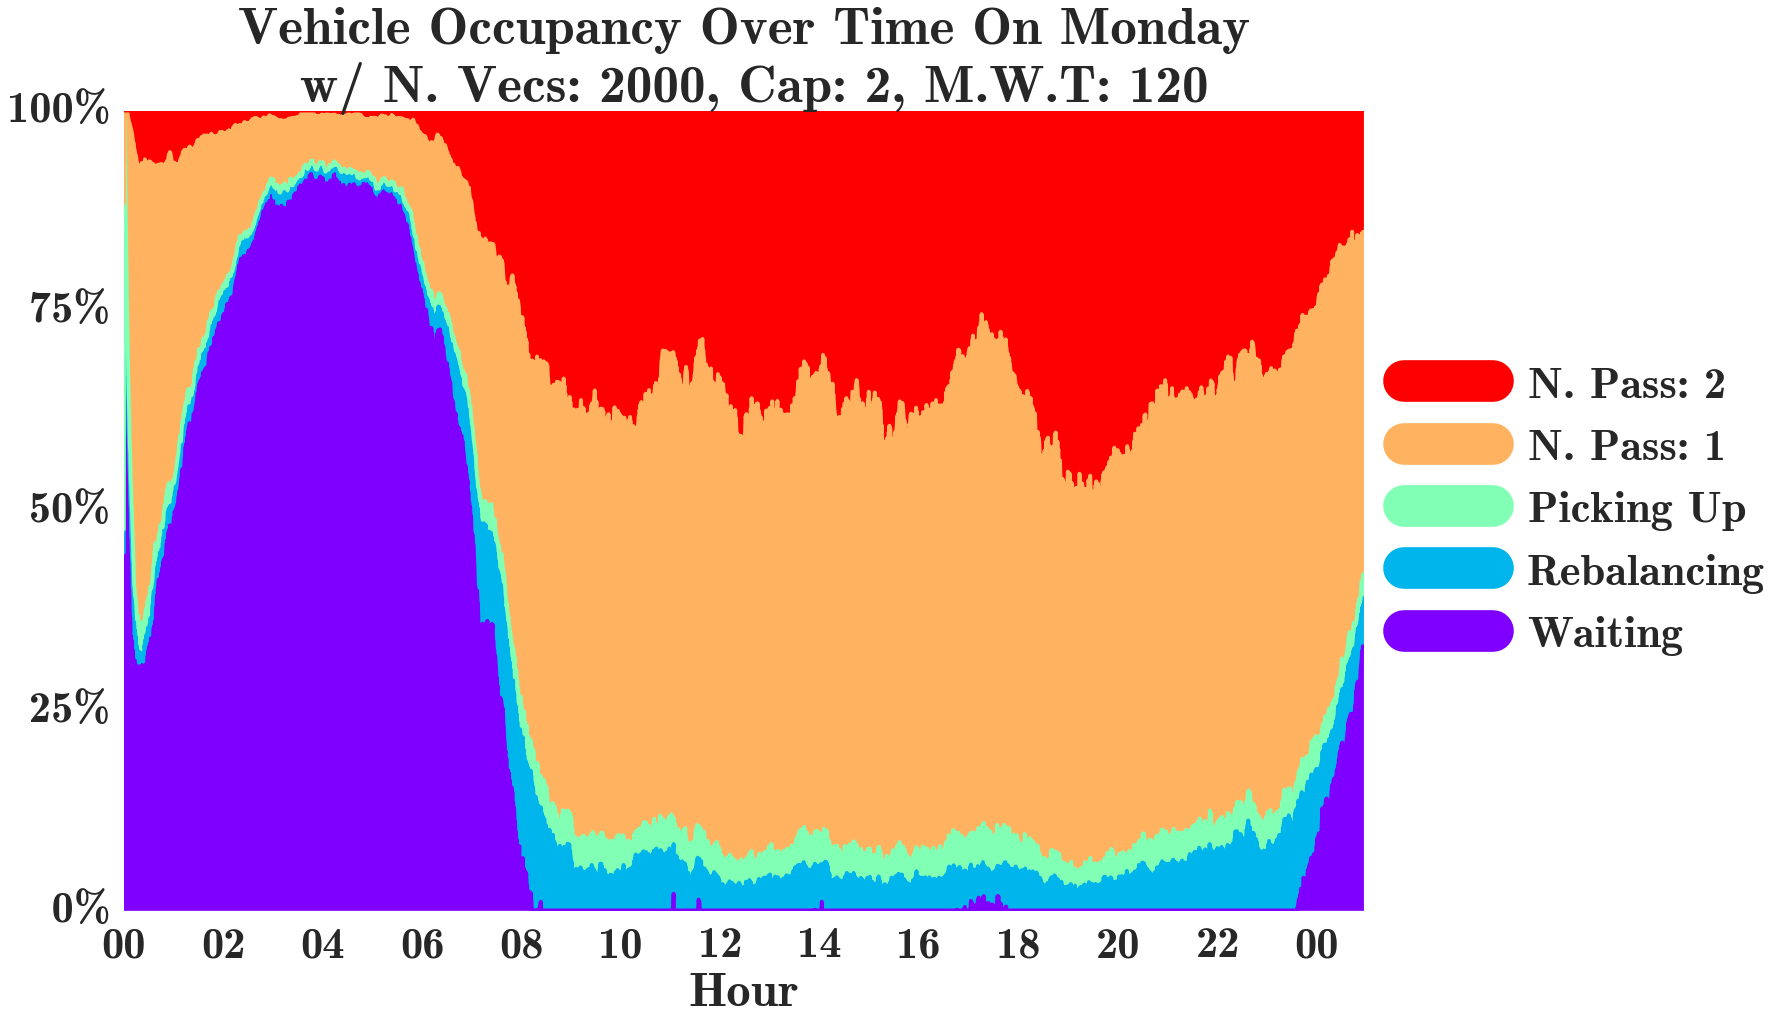 Vehicle Occupancy Over Time On Monday
w/ N. Vecs: 2000, Cap: 2, M.W.T: 120
100%
75%
50%
25%
0%
00 02 04 06 08 10 12 14 16 18 20 22 00
Hour
N. Pass: 2
N. Pass: 1
Picking Up
Rebalancing
Waiting